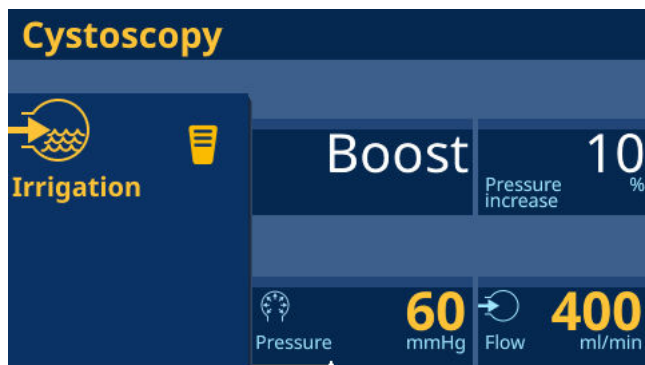 Cystoscopy
Irrigation
Boost
10
Pressure increase
%
60
Pressure
mmHg
400
Flow
ml/min